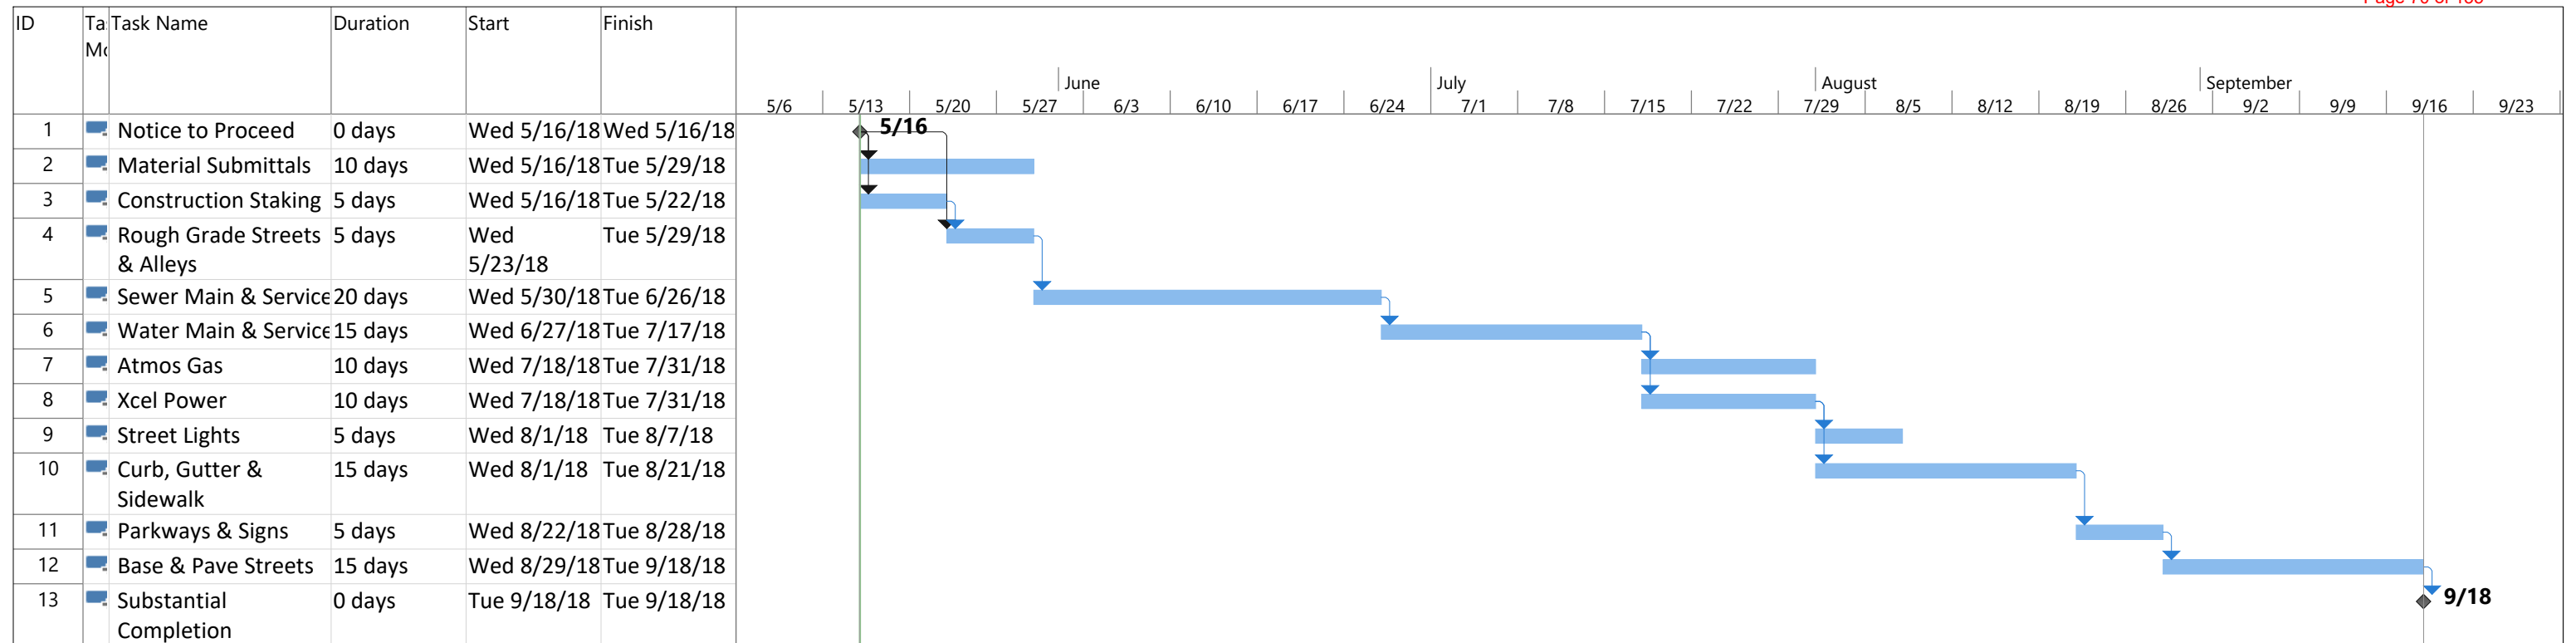 Page 70 of 183
ID Ta: Task Name Duration Start Finish
Mo
June July August September
5/6 5/13 5/20 5/27 6/3 6/10 6/17 6/24 7/1 7/8 7/15 7/22 7/29 8/5 8/12 8/19 8/26 9/2 9/9 9/16 9/23
1 Notice to Proceed 0 days Wed 5/16/18 Wed 5/16/18 5/16
2 Material Submittals 10 days Wed 5/16/18 Tue 5/29/18
3 Construction Staking 5 days Wed 5/16/18 Tue 5/22/18
4 Rough Grade Streets 5 days Wed Tue 5/29/18
& Alleys 5/23/18
5 Sewer Main & Service 20 days Wed 5/30/18 Tue 6/26/18
6 Water Main & Service 15 days Wed 6/27/18 Tue 7/17/18
7 Atmos Gas 10 days Wed 7/18/18 Tue 7/31/18
8 Xcel Power 10 days Wed 7/18/18 Tue 7/31/18
9 Street Lights 5 days Wed 8/1/18 Tue 8/7/18
10 Curb, Gutter & 15 days Wed 8/1/18 Tue 8/21/18
Sidewalk
11 Parkways & Signs 5 days Wed 8/22/18 Tue 8/28/18
12 Base & Pave Streets 15 days Wed 8/29/18 Tue 9/18/18
13 Substantial 0 days Tue 9/18/18 Tue 9/18/18 9/18
Completion